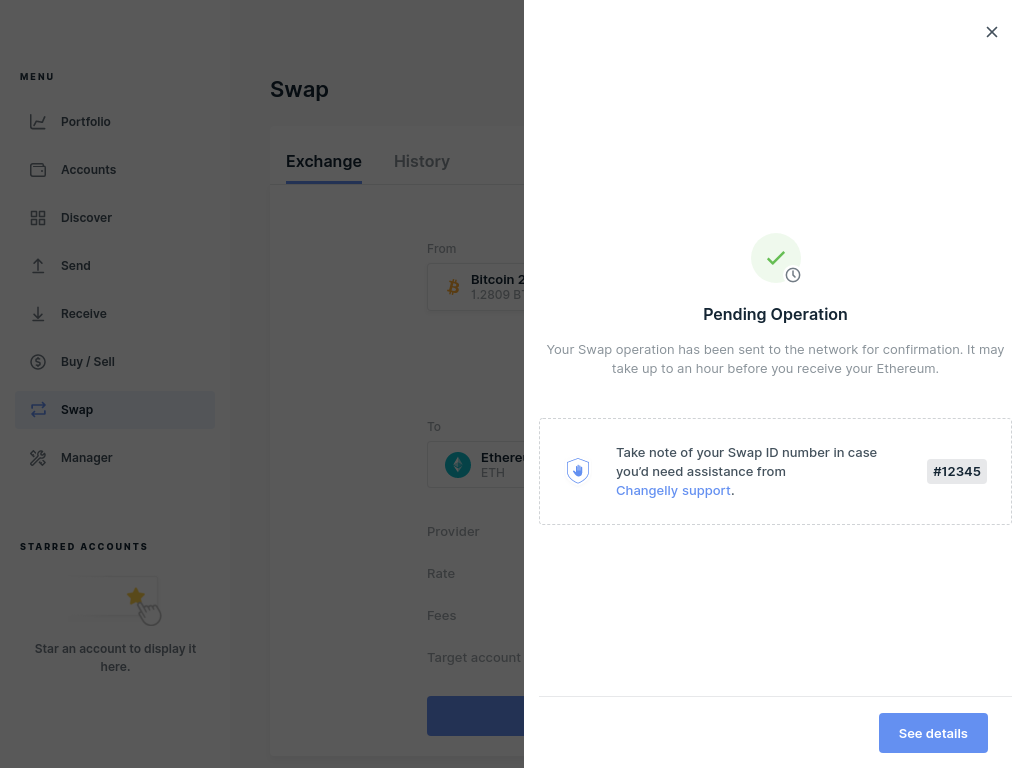 MENU
Portfolio
Accounts
Discover
Send
Receive
Buy / Sell
Swap
Manager
STARRED ACCOUNTS
Star an account to display it
here.
Swap
Exchange
History
From
Bitcoin 2
1.2809
To
ETH
Provider
Rate
Fees
Target account
Pending Operation
Your Swap operation has been sent to the network for confirmation. It may
take up to an hour before you receive your Ethereum.
Take note of your Swap ID number in case
you’d need assistance from
Changelly support.
#12345
See details